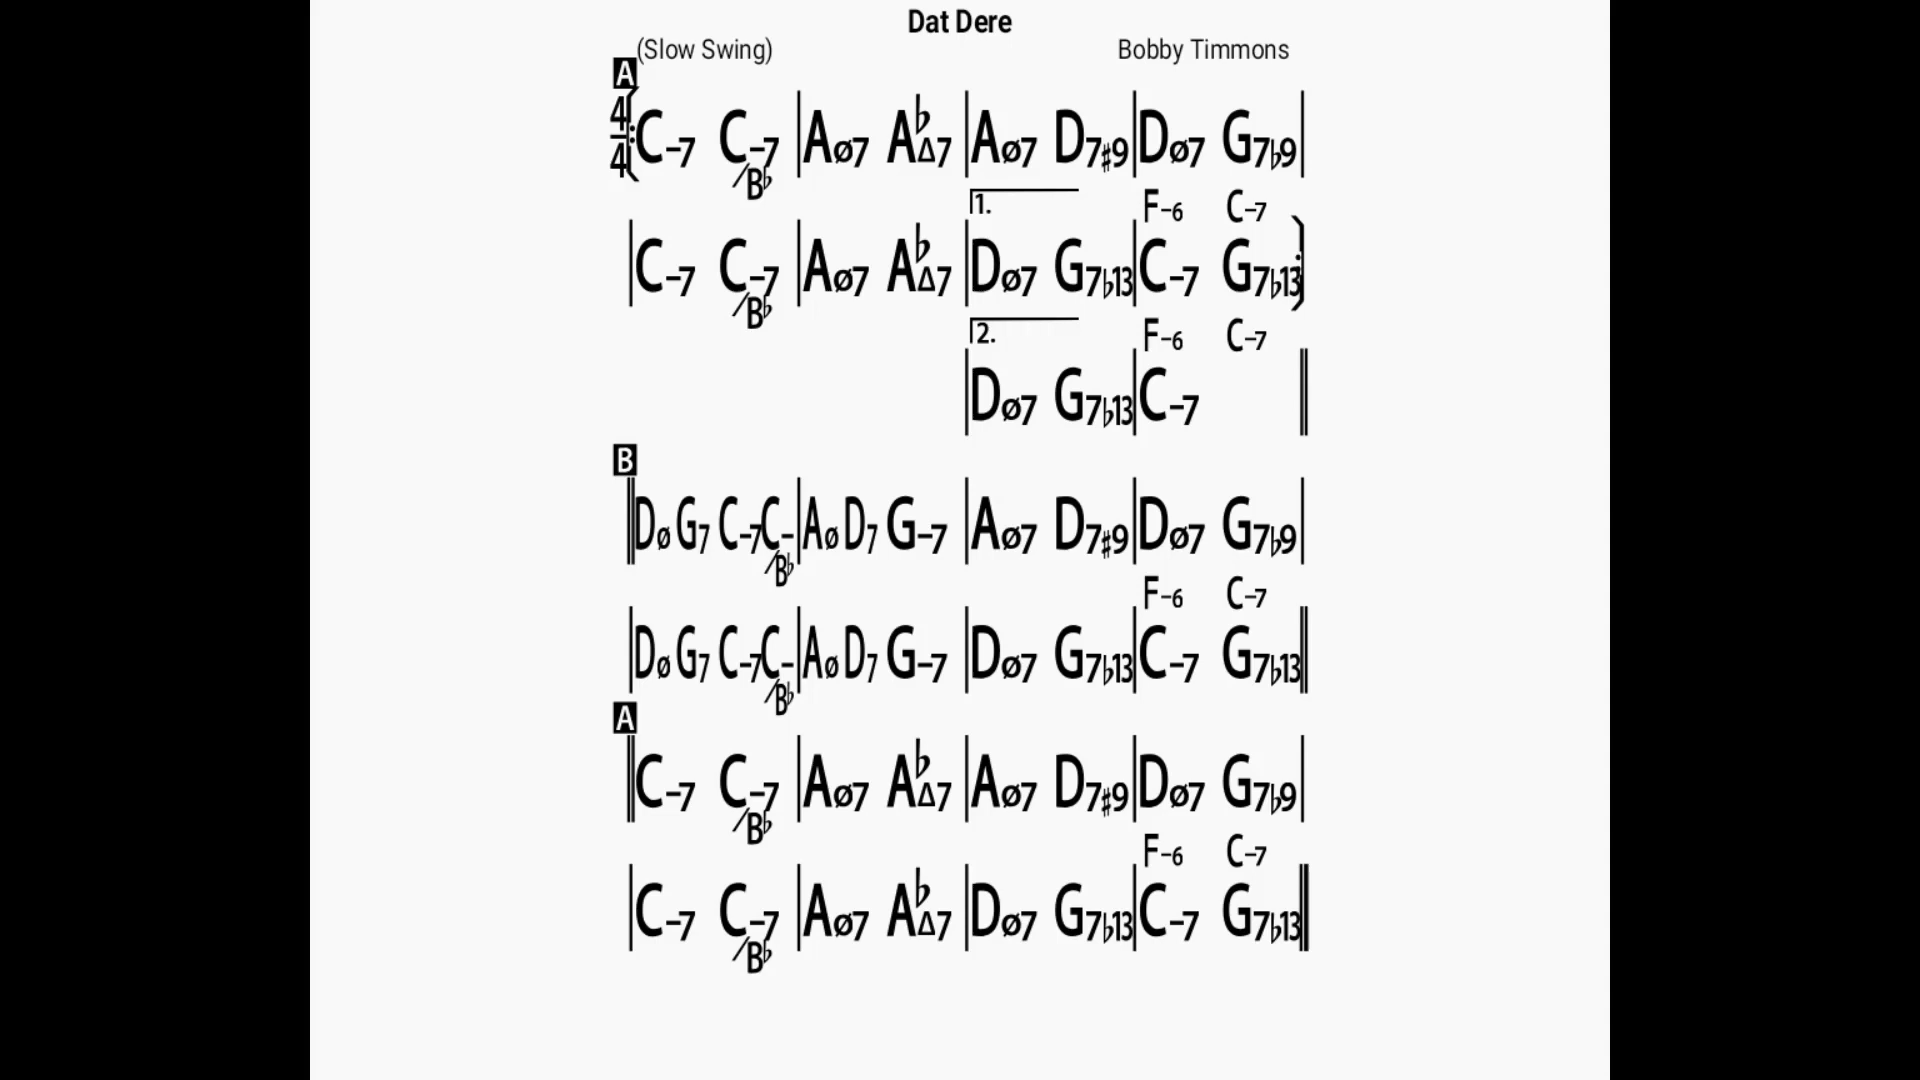 Dat Dere
(Slow Swing) Bobby Timmons
A
4/4 C-7 C-7/B♭ Aø7 A♭Δ7 Aø7 D7♯9 Dø7 G7♭9
1. F-6 C-7
C-7 C-7/B♭ Aø7 A♭Δ7 Dø7 G7♭13 C-7 G7♭13
2. F-6 C-7
Dø7 G7♭13 C-7
B
Dø G7 C-7 C-/B♭ Aø D7 G-7 Aø7 D7♯9 Dø7 G7♭9
F-6 C-7
Dø G7 C-7 C-/B♭ Aø D7 G-7 Dø7 G7♭13 C-7 G7♭13
A
C-7 C-7/B♭ Aø7 A♭Δ7 Aø7 D7♯9 Dø7 G7♭9
F-6 C-7
C-7 C-7/B♭ Aø7 A♭Δ7 Dø7 G7♭13 C-7 G7♭13